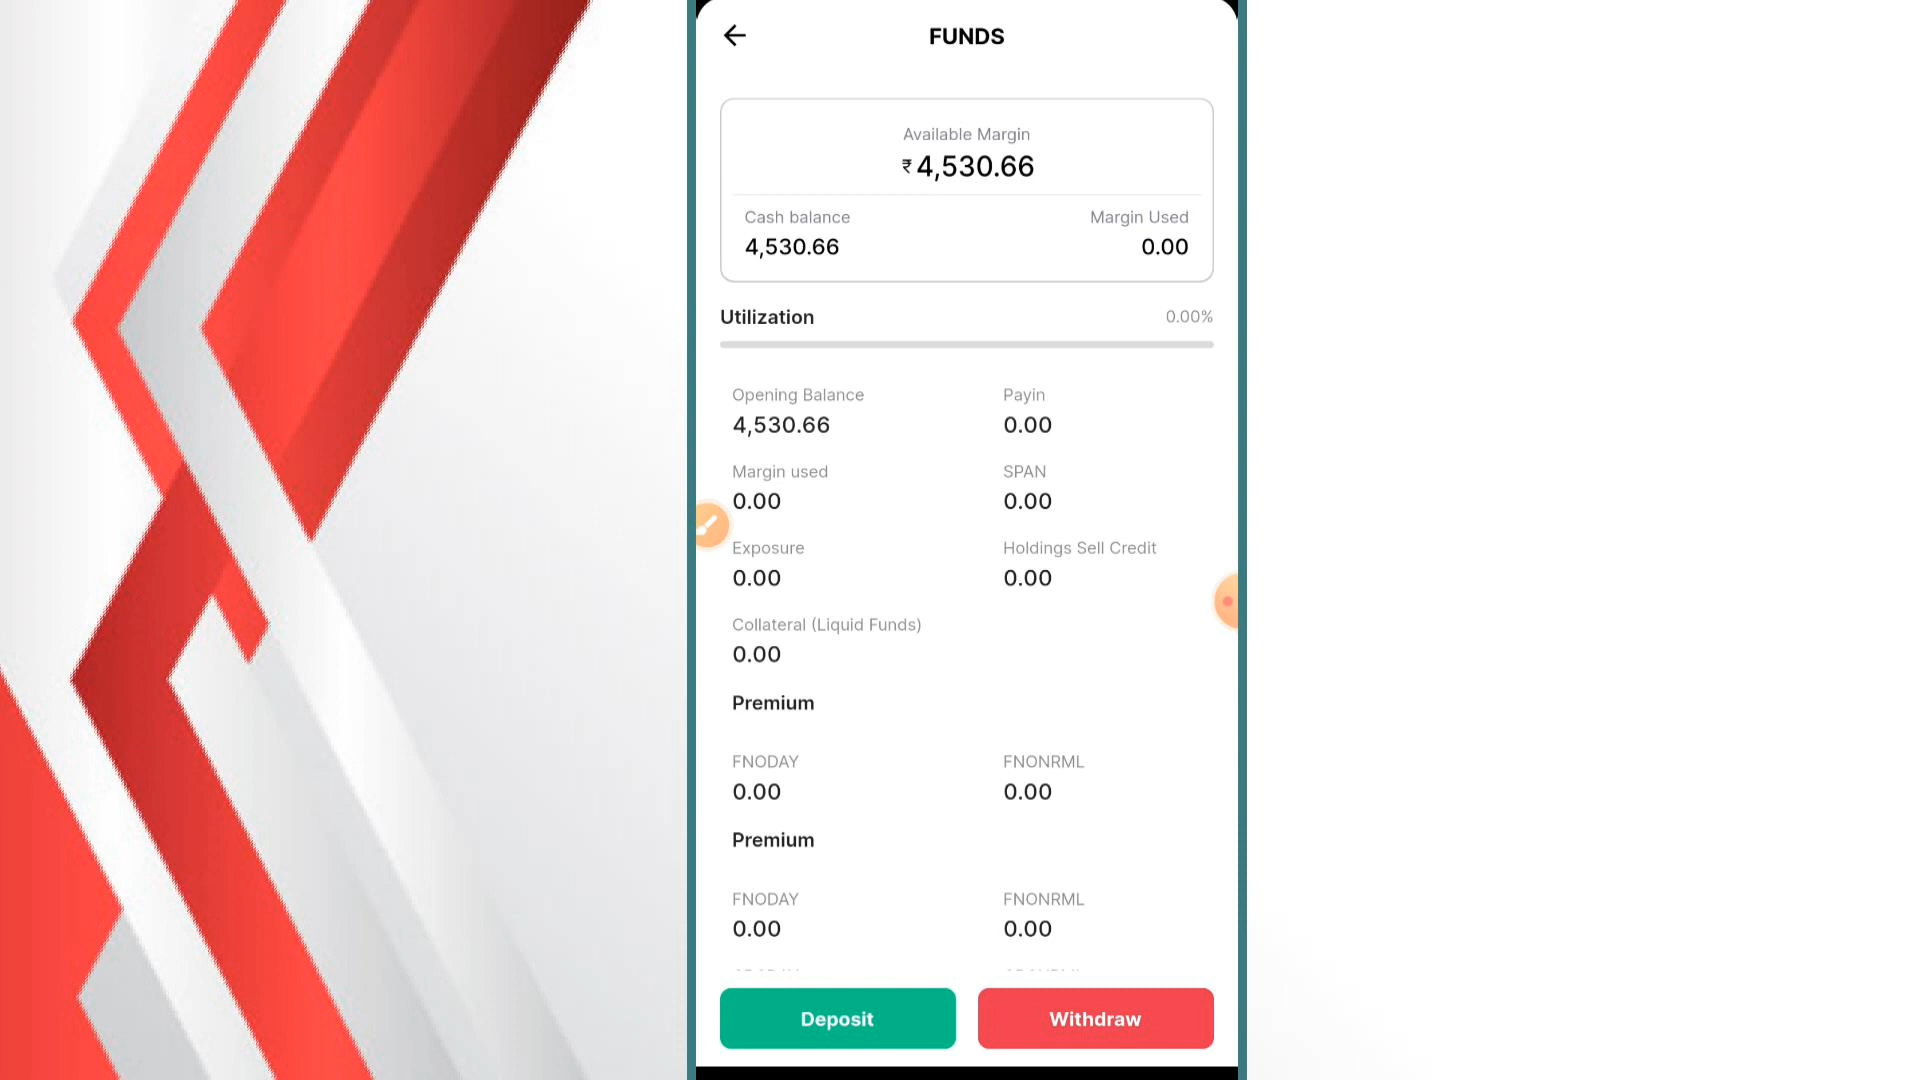 FUNDS
Available Margin
₹4,530.66
Cash balance Margin Used
4,530.66 0.00
Utilization 0.00%
Opening Balance Payin
4,530.66 0.00
Margin used SPAN
0.00 0.00
Exposure Holdings Sell Credit
0.00 0.00
Collateral (Liquid Funds)
0.00
Premium
FNODAY FNONRML
0.00 0.00
Premium
FNODAY FNONRML
0.00 0.00
Deposit Withdraw